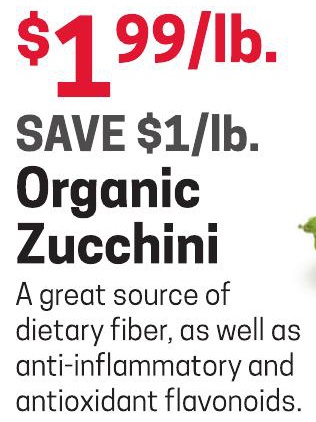 $1 99/lb.
SAVE $1/lb.
Organic
Zucchini
A great source of
dietary fiber, as well as
anti-inflammatory and
antioxidant flavonoids.